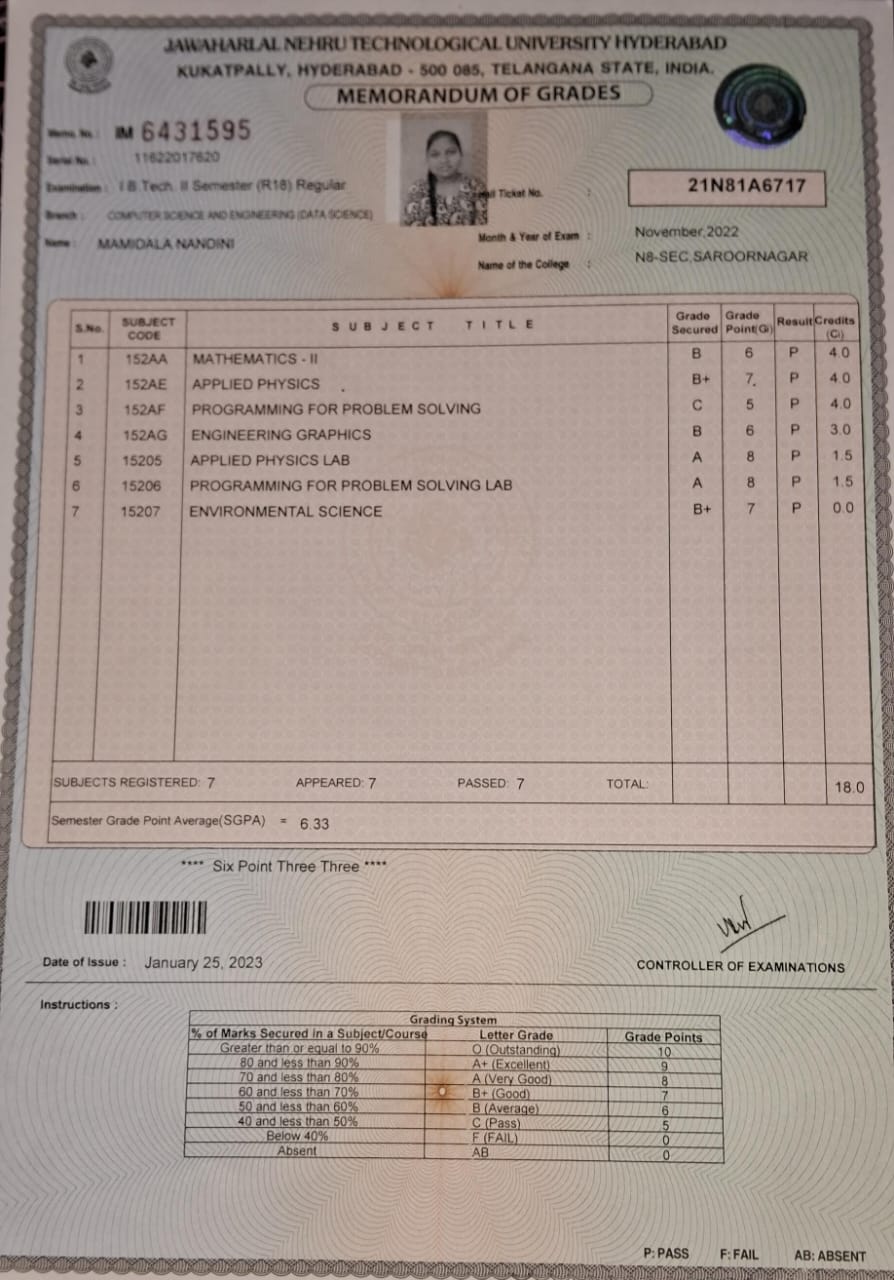 JAWAHARLAL NEHRU TECHNOLOGICAL UNIVERSITY HYDERABAD
KUKATPALLY, HYDERABAD - 500 085, TELANGANA STATE, INDIA.
MEMORANDUM OF GRADES
Memo. No. : IM 6431595
Serial No. : 11622017620
Examination : I B.Tech. II Semester (R18) Regular
Hall Ticket No. : 21N81A6717
Branch : COMPUTER SCIENCE AND ENGINEERING (DATA SCIENCE)
Month & Year of Exam : November,2022
Name : MAMIDALA NANDINI
Name of the College : N8-SEC,SAROORNAGAR
S.No. SUBJECT CODE SUBJECT TITLE Grade Secured Grade Point(Gi) Result Credits (Ci)
1 152AA MATHEMATICS - II B 6 P 4.0
2 152AE APPLIED PHYSICS B+ 7 P 4.0
3 152AF PROGRAMMING FOR PROBLEM SOLVING C 5 P 4.0
4 152AG ENGINEERING GRAPHICS B 6 P 3.0
5 15205 APPLIED PHYSICS LAB A 8 P 1.5
6 15206 PROGRAMMING FOR PROBLEM SOLVING LAB A 8 P 1.5
7 15207 ENVIRONMENTAL SCIENCE B+ 7 P 0.0
SUBJECTS REGISTERED: 7 APPEARED: 7 PASSED: 7 TOTAL: 18.0
Semester Grade Point Average(SGPA) = 6.33
**** Six Point Three Three ****
Date of Issue : January 25, 2023
CONTROLLER OF EXAMINATIONS
Instructions :
Grading System
% of Marks Secured in a Subject/Course Letter Grade Grade Points
Greater than or equal to 90% O (Outstanding) 10
80 and less than 90% A+ (Excellent) 9
70 and less than 80% A (Very Good) 8
60 and less than 70% B+ (Good) 7
50 and less than 60% B (Average) 6
40 and less than 50% C (Pass) 5
Below 40% F (FAIL) 0
Absent AB 0
P: PASS F: FAIL AB: ABSENT